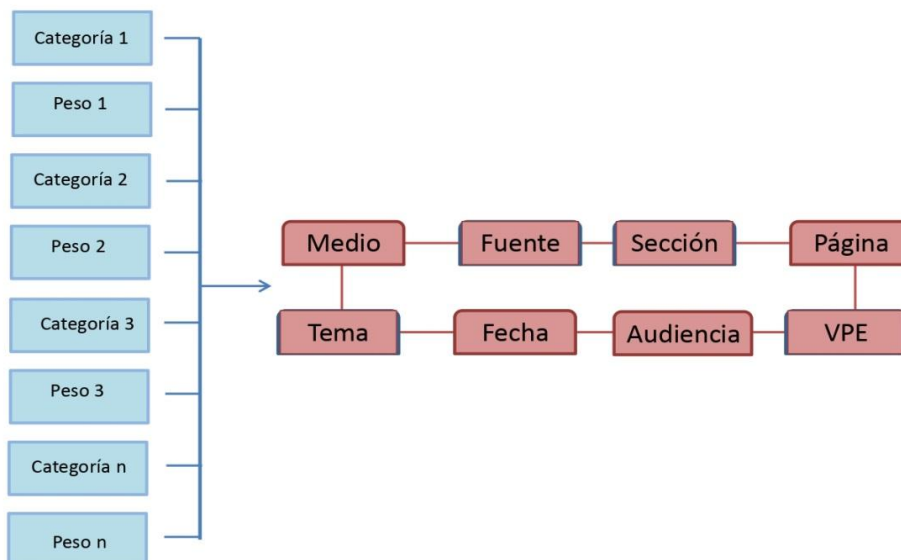 Categoría 1
Peso 1
Categoría 2
Peso 2
Categoría 3
Peso 3
Categoría n
Peso n
Medio
Fuente
Sección
Página
Tema
Fecha
Audiencia
VPE